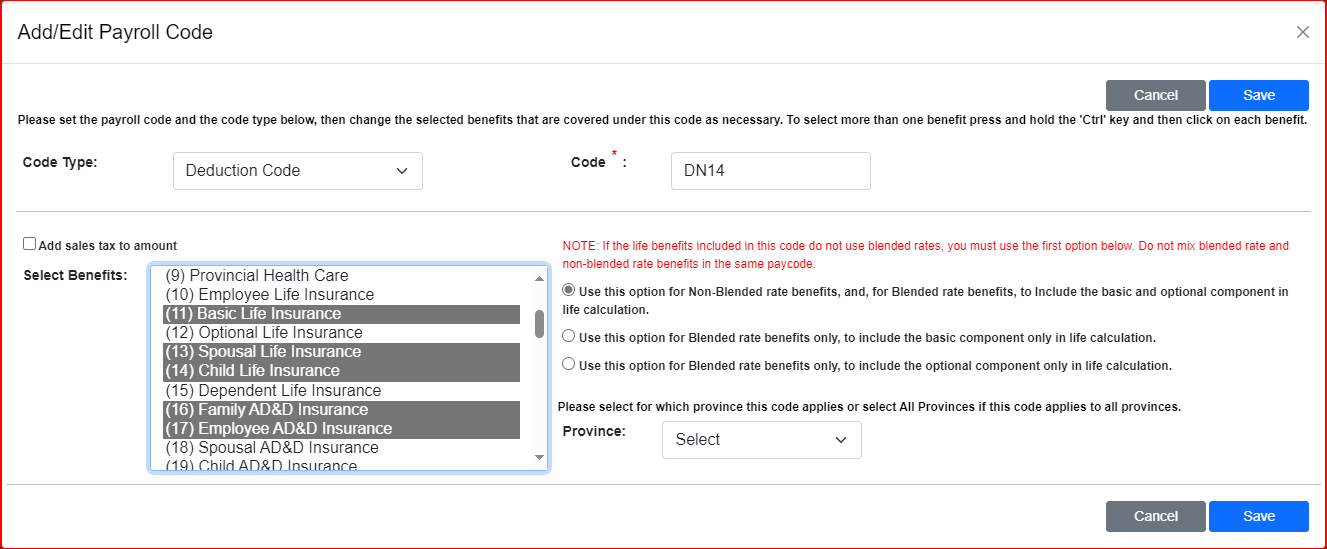 Add/Edit Payroll Code
Cancel
Save
Please set the payroll code and the code type below, then change the selected benefits that are covered under this code as necessary. To select more than one benefit press and hold the 'Ctrl' key and then click on each benefit.
Code Type:
Deduction Code
Code * :
DN14
Add sales tax to amount
Select Benefits:
(9) Provincial Health Care
(10) Employee Life Insurance
(11) Basic Life Insurance
(12) Optional Life Insurance
(13) Spousal Life Insurance
(14) Child Life Insurance
(15) Dependent Life Insurance
(16) Family AD&D Insurance
(17) Employee AD&D Insurance
(18) Spousal AD&D Insurance
(19) Child AD&D Insurance
NOTE: If the life benefits included in this code do not use blended rates, you must use the first option below. Do not mix blended rate and
non-blended rate benefits in the same paycode.
Use this option for Non-Blended rate benefits, and, for Blended rate benefits, to Include the basic and optional component in
life calculation.
Use this option for Blended rate benefits only, to include the basic component only in life calculation.
Use this option for Blended rate benefits only, to include the optional component only in life calculation.
Please select for which province this code applies or select All Provinces if this code applies to all provinces.
Province:
Select
Cancel
Save